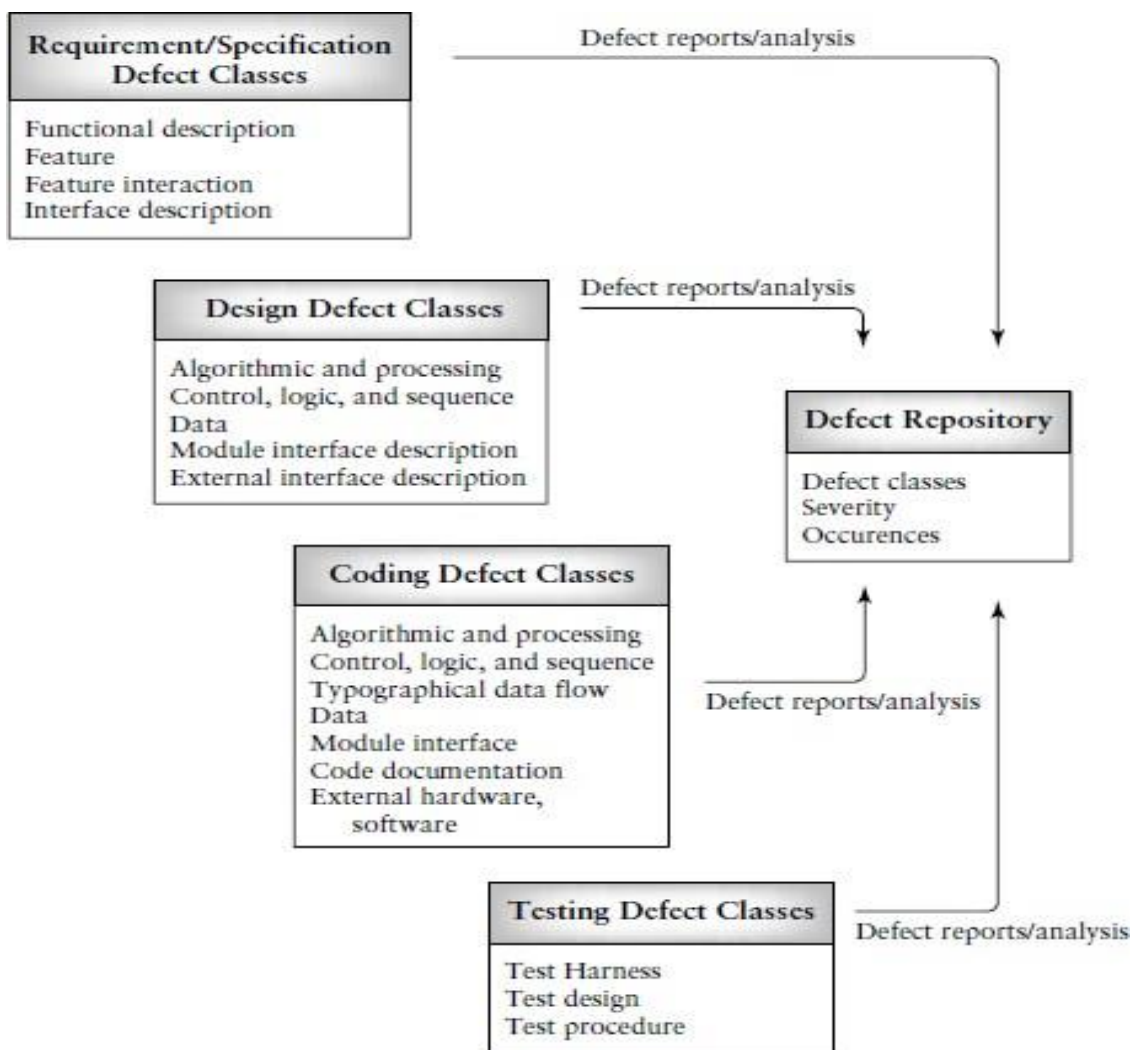 Requirement/Specification
Defect Classes
Functional description
Feature
Feature interaction
Interface description
Defect reports/analysis
Design Defect Classes
Algorithmic and processing
Control, logic, and sequence
Data
Module interface description
External interface description
Defect reports/analysis
Defect Repository
Defect classes
Severity
Occurences
Coding Defect Classes
Algorithmic and processing
Control, logic, and sequence
Typographical data flow
Data
Module interface
Code documentation
External hardware,
software
Defect reports/analysis
Testing Defect Classes
Test Harness
Test design
Test procedure
Defect reports/analysis